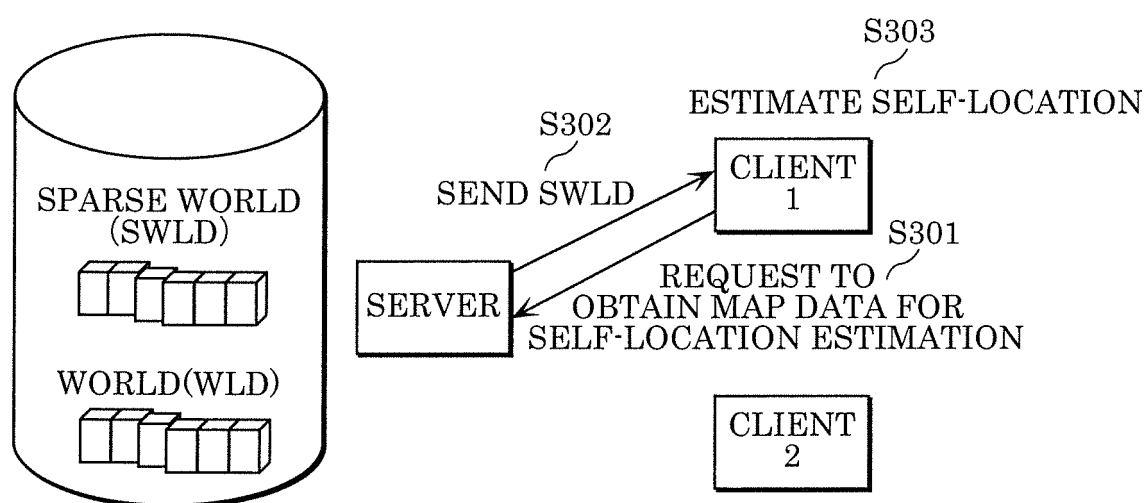 S303
ESTIMATE SELF-LOCATION
S302
SEND SWLD
CLIENT
1
SPARSE WORLD
(SWLD)
S301
REQUEST TO
OBTAIN MAP DATA FOR
SELF-LOCATION ESTIMATION
SERVER
WORLD(WLD)
CLIENT
2